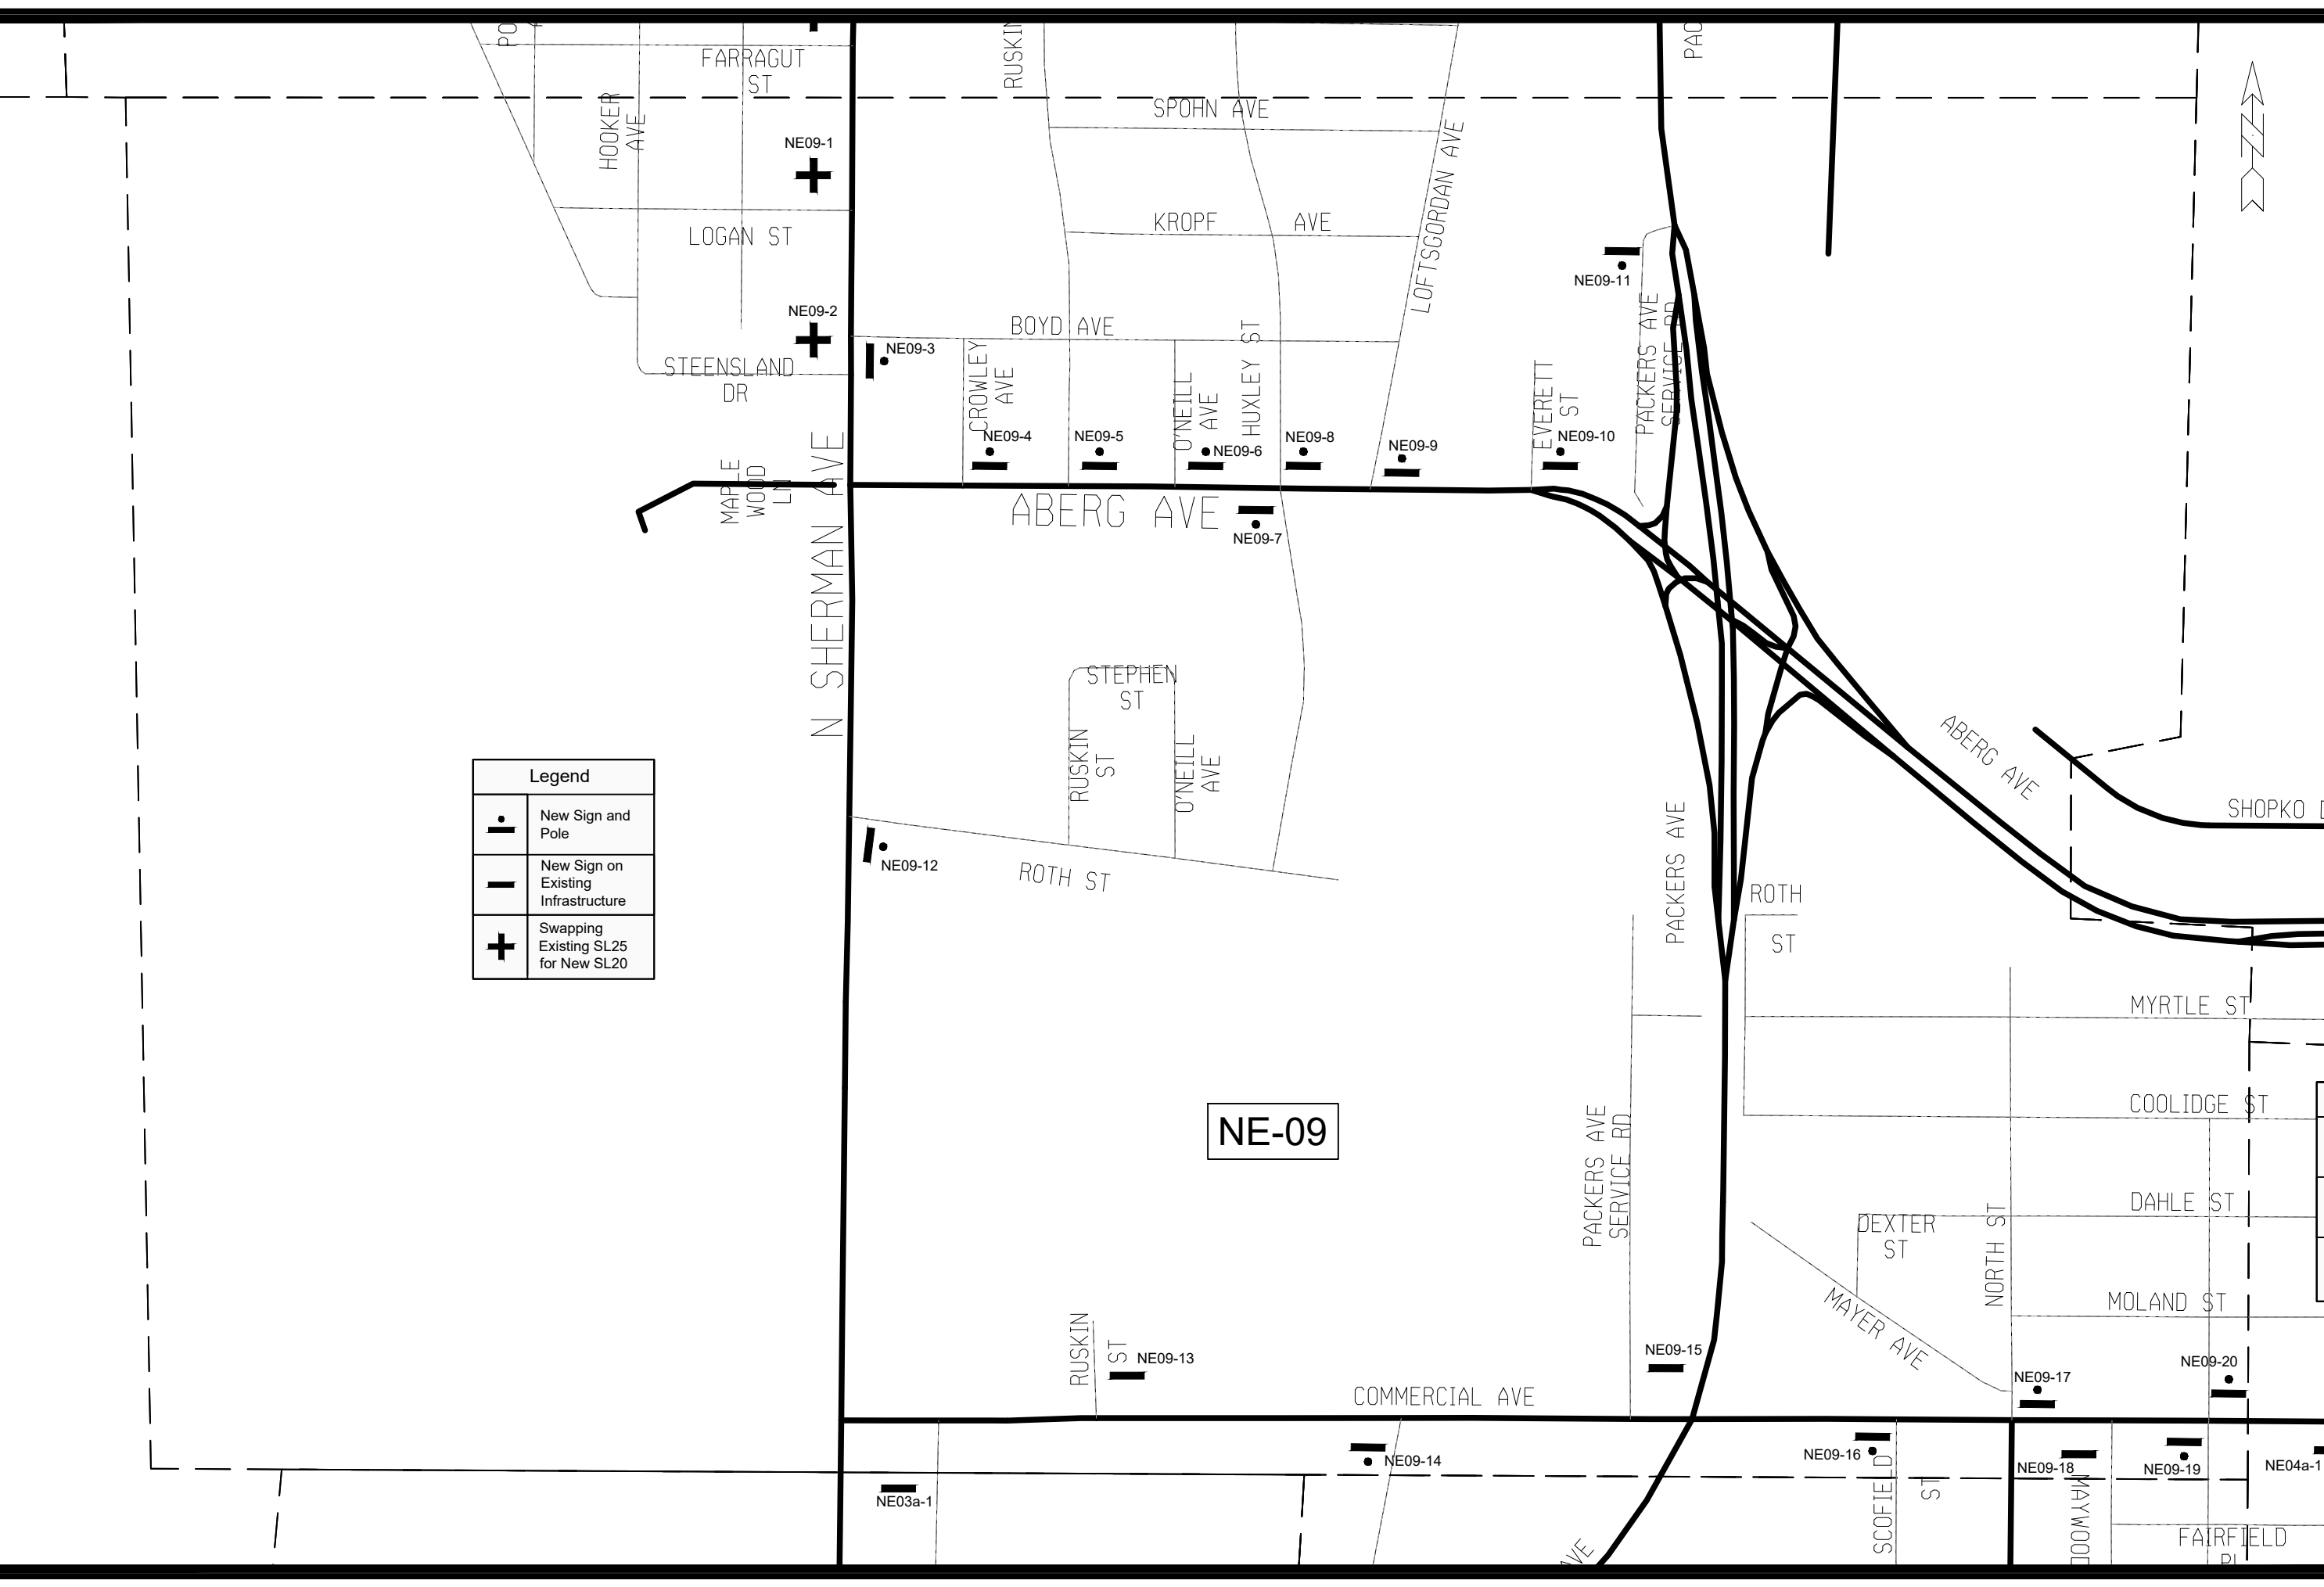 PO
RUSKIN
PAC
FARRAGUT
ST
HOOKER
AVE
SPOHN AVE
NE09-1
LOFTSGORDAN AVE
KROPF AVE
LOGAN ST
NE09-11
NE09-2
BOYD AVE
NE09-3
STEENSLAND
DR
CROWLEY
AVE
O'NEILL
AVE
HUXLEY ST
EVERETT
ST
PACKERS AVE
SERVICE RD
NE09-4
NE09-5
NE09-6
NE09-8
NE09-9
NE09-10
MAPLE
WOOD
LN
N SHERMAN AVE
ABERG AVE
NE09-7
STEPHEN
ST
RUSKIN
ST
O'NEILL
AVE
ABERG AVE
SHOPKO D
Legend
New Sign and
Pole
New Sign on
Existing
Infrastructure
Swapping
Existing SL25
for New SL20
NE09-12
ROTH ST
PACKERS AVE
ROTH
ST
MYRTLE ST
NE-09
COOLIDGE ST
PACKERS AVE
SERVICE RD
DAHLE ST
DEXTER
ST
NORTH ST
MOLAND ST
MAYER AVE
RUSKIN
ST
NE09-13
NE09-15
NE09-20
NE09-17
COMMERCIAL AVE
NE09-14
NE09-16
NE09-18
NE09-19
NE04a-1
NE03a-1
SCOFIELD
ST
MAYWOOD
FAIRFIELD
PL
AVE